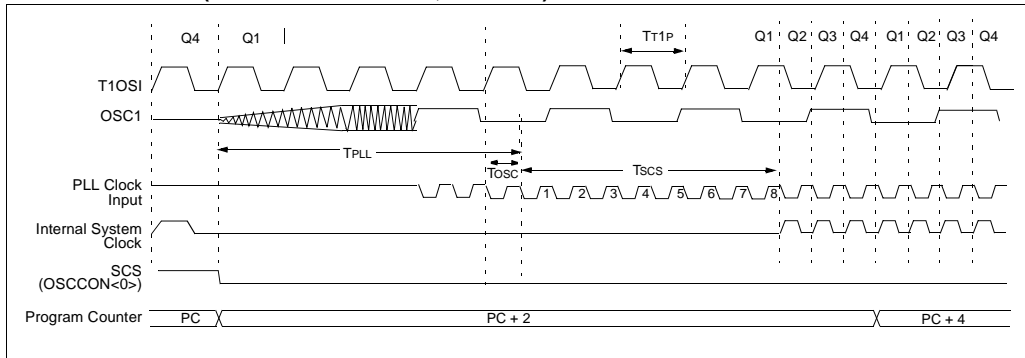 Q4 Q1 TT1P Q1 Q2 Q3 Q4 Q1 Q2 Q3 Q4
T1OSI
OSC1
TPLL
TOSC TSCS
PLL Clock
Input
1 2 3 4 5 6 7 8
Internal System
Clock
SCS
(OSCCON<0>)
Program Counter PC PC + 2 PC + 4